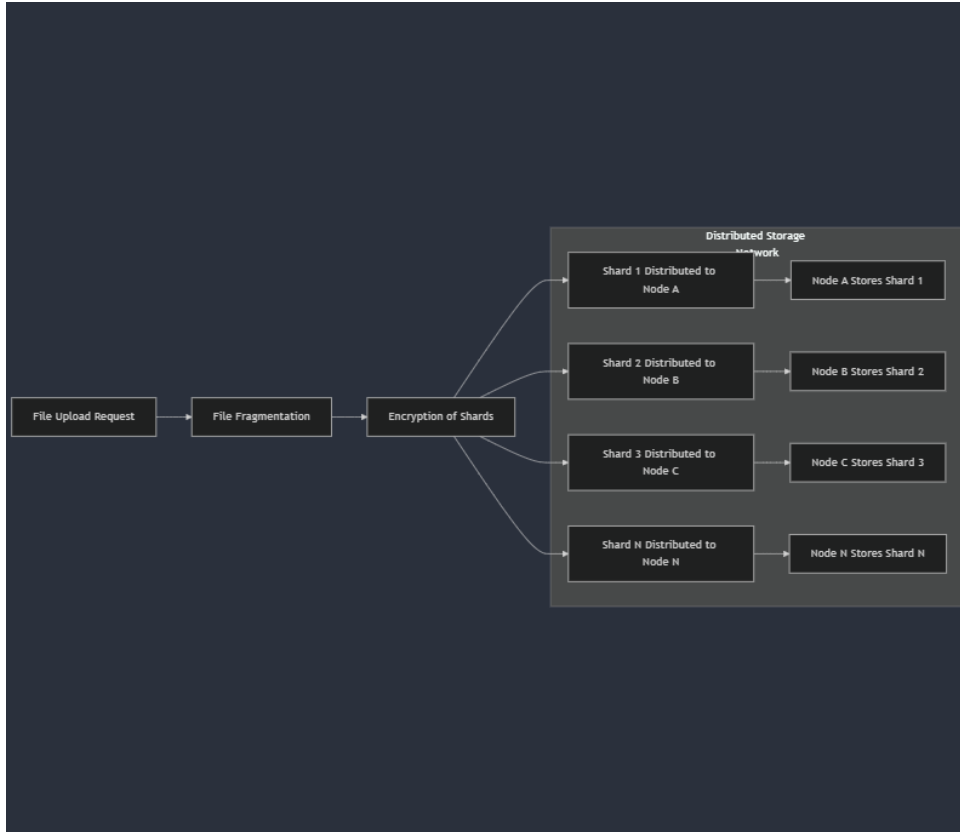 Distributed Storage
Network
Shard 1 Distributed to
Node A
Node A Stores Shard 1
Shard 2 Distributed to
Node B
Node B Stores Shard 2
File Upload Request
File Fragmentation
Encryption of Shards
Shard 3 Distributed to
Node C
Node C Stores Shard 3
Shard N Distributed to
Node N
Node N Stores Shard N